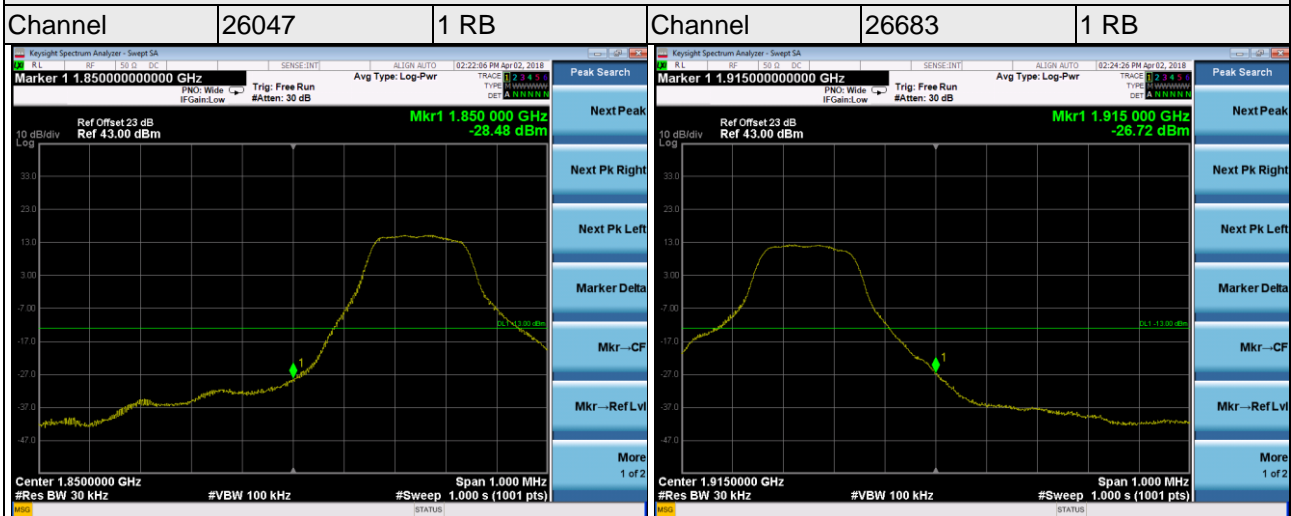 Channel 26047 1 RB Channel 26683 1 RB
Keysight Spectrum Analyzer - Swept SA
RL RF 50 Ω DC SENSE:INT ALIGN AUTO 02:22:06 PM Apr 02, 2018
Marker 1 1.850000000000 GHz
PNO: Wide
IFGain:Low
Trig: Free Run
#Atten: 30 dB
Avg Type: Log-Pwr
TRACE 1 2 3 4 5 6
TYPE M WWWWW
DET A N N N N N
Peak Search
Mkr1 1.850 000 GHz
-28.48 dBm
Ref Offset 23 dB
10 dB/div Ref 43.00 dBm
Log
33.0
23.0
13.0
3.00
-7.00
-17.0
-27.0
-37.0
-47.0
DL1 -13.00 dBm
1
Next Peak
Next Pk Right
Next Pk Left
Marker Delta
Mkr→CF
Mkr→RefLvl
More
1 of 2
Center 1.8500000 GHz Span 1.000 MHz
#Res BW 30 kHz #VBW 100 kHz #Sweep 1.000 s (1001 pts)
MSG STATUS
Keysight Spectrum Analyzer - Swept SA
RL RF 50 Ω DC SENSE:INT ALIGN AUTO 02:24:26 PM Apr 02, 2018
Marker 1 1.915000000000 GHz
PNO: Wide
IFGain:Low
Trig: Free Run
#Atten: 30 dB
Avg Type: Log-Pwr
TRACE 1 2 3 4 5 6
TYPE M WWWWW
DET A N N N N N
Peak Search
Mkr1 1.915 000 GHz
-26.72 dBm
Ref Offset 23 dB
10 dB/div Ref 43.00 dBm
Log
33.0
23.0
13.0
3.00
-7.00
-17.0
-27.0
-37.0
-47.0
DL1 -13.00 dBm
1
Next Peak
Next Pk Right
Next Pk Left
Marker Delta
Mkr→CF
Mkr→RefLvl
More
1 of 2
Center 1.9150000 GHz Span 1.000 MHz
#Res BW 30 kHz #VBW 100 kHz #Sweep 1.000 s (1001 pts)
MSG STATUS